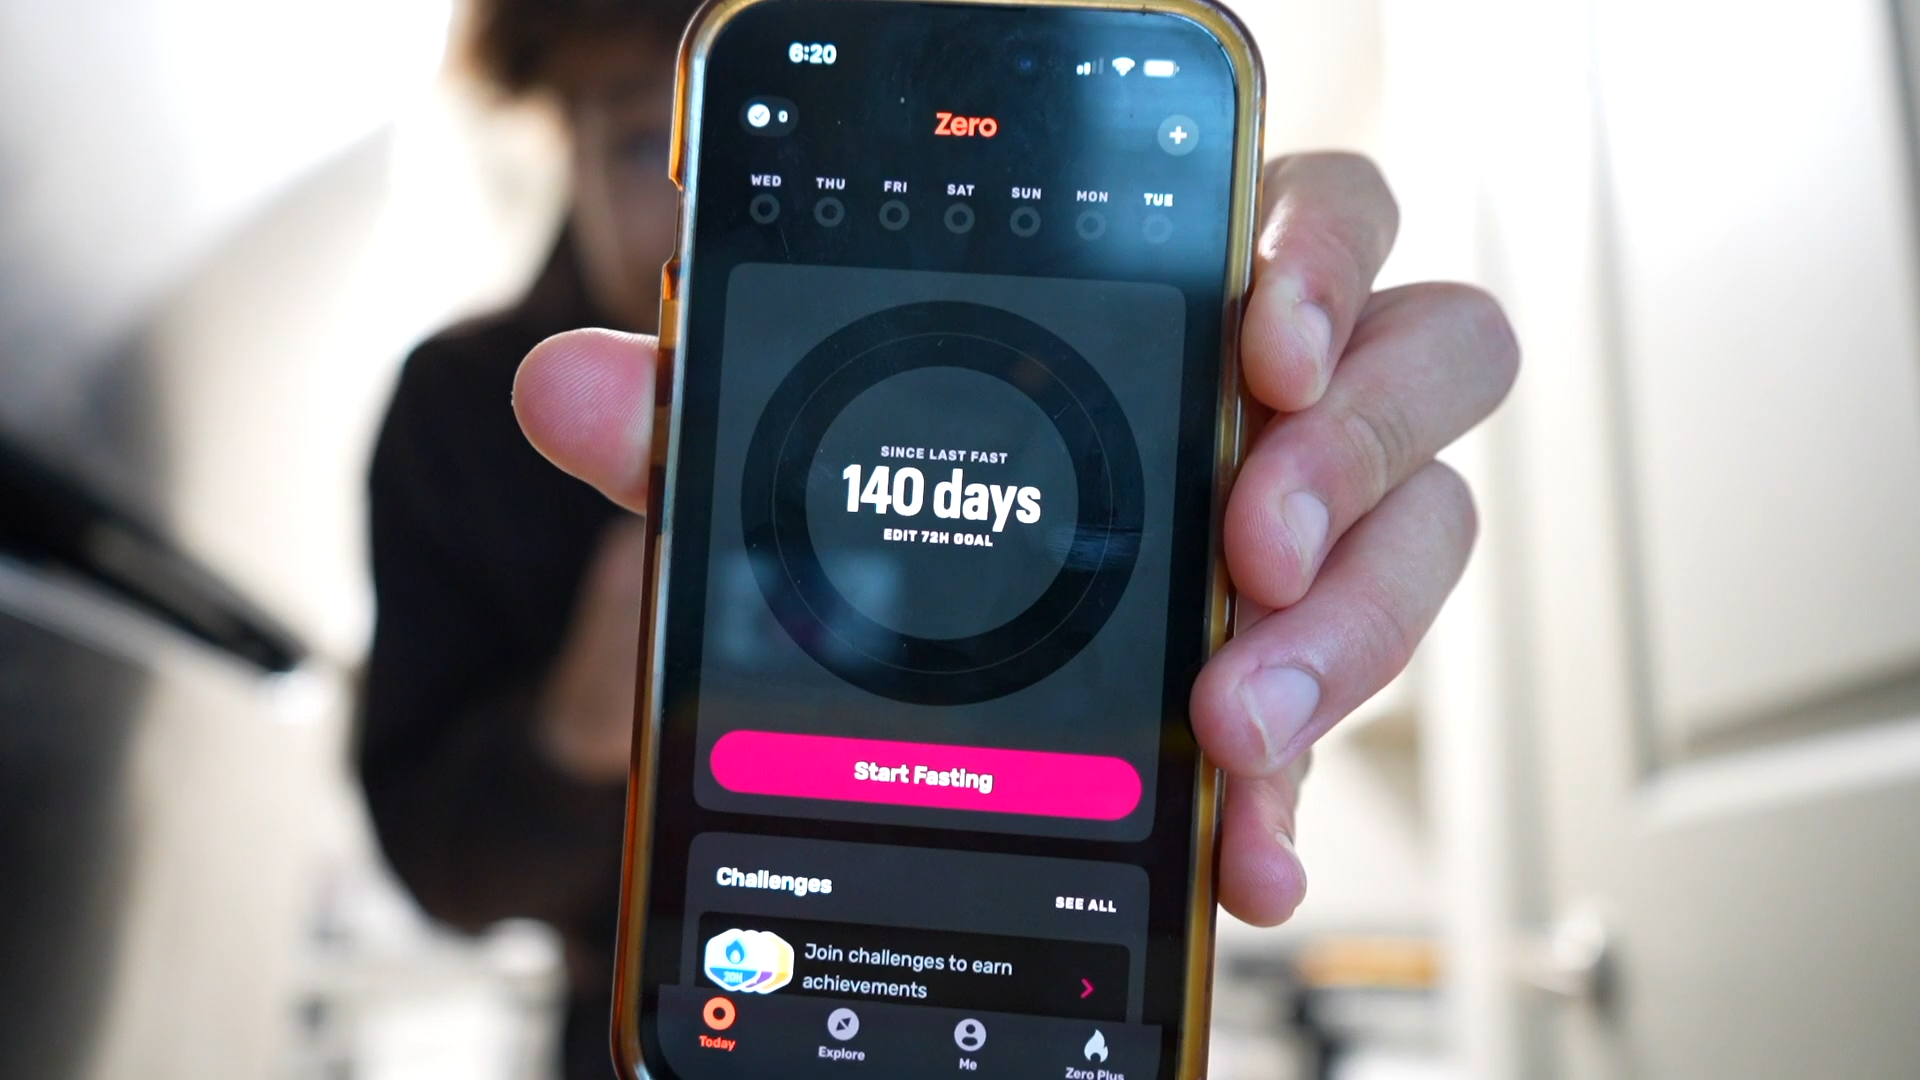 6:20
0
Zero
WED THU FRI SAT SUN MON TUE
SINCE LAST FAST
140 days
EDIT 72H GOAL
Start Fasting
Challenges
SEE ALL
20H
Join challenges to earn
achievements
Today
Explore
Me
Zero Plus